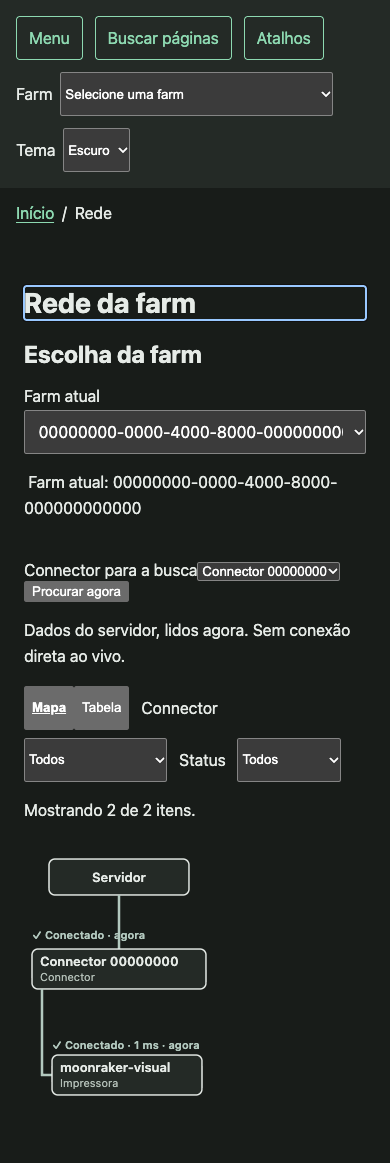 Menu
Buscar páginas
Atalhos
Farm
Selecione uma farm
Tema
Escuro
Início / Rede
Rede da farm
Escolha da farm
Farm atual
00000000-0000-4000-8000-00000000
Farm atual: 00000000-0000-4000-8000-
000000000000
Connector para a busca
Connector 00000000
Procurar agora
Dados do servidor, lidos agora. Sem conexão
direta ao vivo.
Mapa
Tabela
Connector
Todos
Status
Todos
Mostrando 2 de 2 itens.
Servidor
✓ Conectado · agora
Connector 00000000
Connector
✓ Conectado · 1 ms · agora
moonraker-visual
Impressora